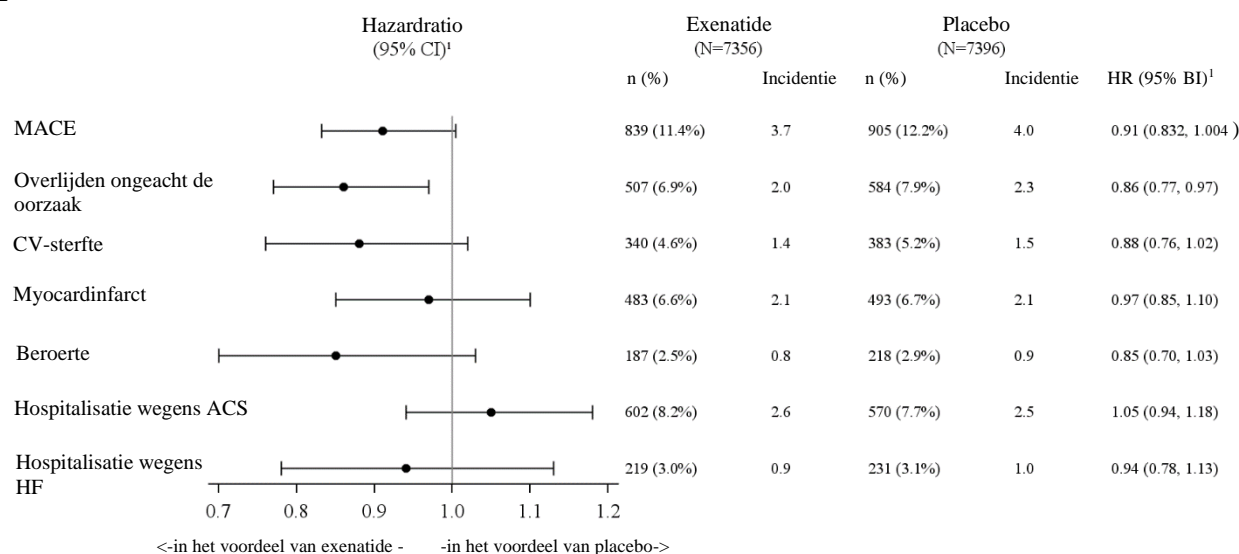 Hazardratio Exenatide Placebo
(95% CI)¹ (N=7356) (N=7396)
n (%) Incidentie n (%) Incidentie HR (95% BI)¹
MACE 839 (11.4%) 3.7 905 (12.2%) 4.0 0.91 (0.832, 1.004 )
Overlijden ongeacht de
oorzaak 507 (6.9%) 2.0 584 (7.9%) 2.3 0.86 (0.77, 0.97)
CV-sterfte 340 (4.6%) 1.4 383 (5.2%) 1.5 0.88 (0.76, 1.02)
Myocardinfarct 483 (6.6%) 2.1 493 (6.7%) 2.1 0.97 (0.85, 1.10)
Beroerte 187 (2.5%) 0.8 218 (2.9%) 0.9 0.85 (0.70, 1.03)
Hospitalisatie wegens ACS 602 (8.2%) 2.6 570 (7.7%) 2.5 1.05 (0.94, 1.18)
Hospitalisatie wegens
HF 219 (3.0%) 0.9 231 (3.1%) 1.0 0.94 (0.78, 1.13)
0.7 0.8 0.9 1.0 1.1 1.2
<-in het voordeel van exenatide - -in het voordeel van placebo->